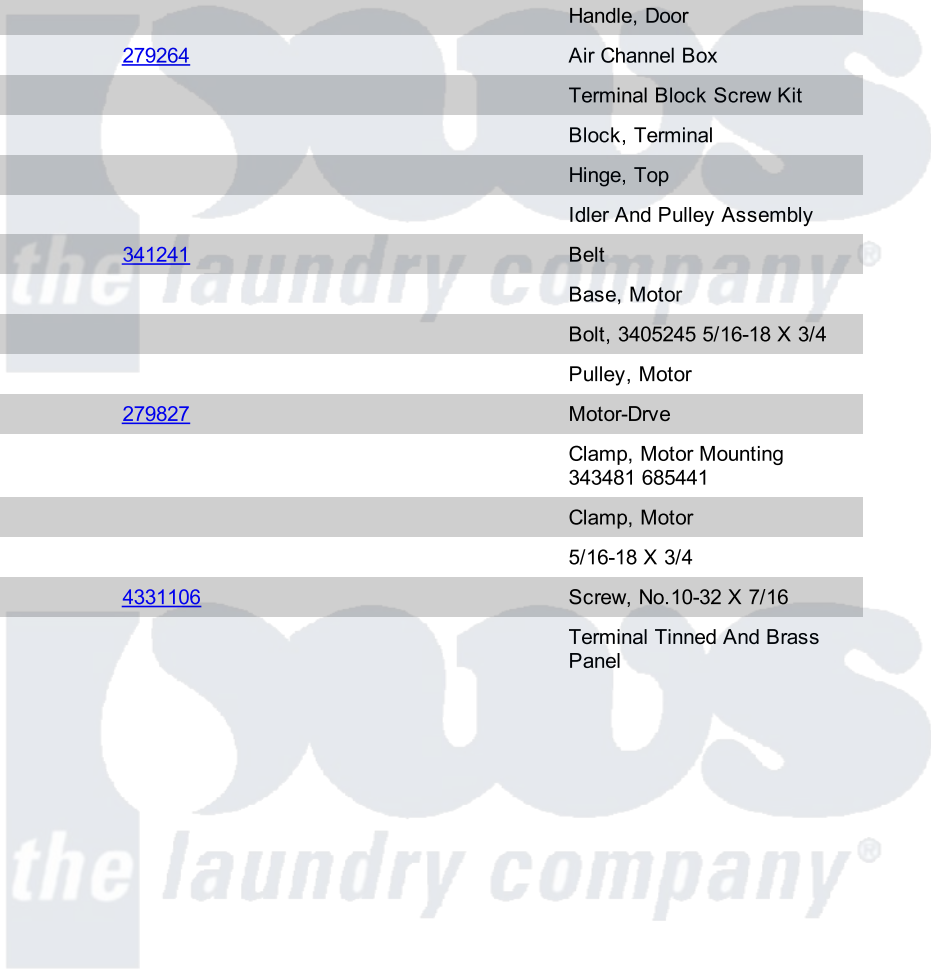 Handle, Door
279264 Air Channel Box
Terminal Block Screw Kit
Block, Terminal
Hinge, Top
Idler And Pulley Assembly
341241 Belt
Base, Motor
Bolt, 3405245 5/16-18 X 3/4
Pulley, Motor
279827 Motor-Drve
Clamp, Motor Mounting
343481 685441
Clamp, Motor
5/16-18 X 3/4
4331106 Screw, No.10-32 X 7/16
Terminal Tinned And Brass
Panel
pws
the laundry company®
pws
the laundry company®